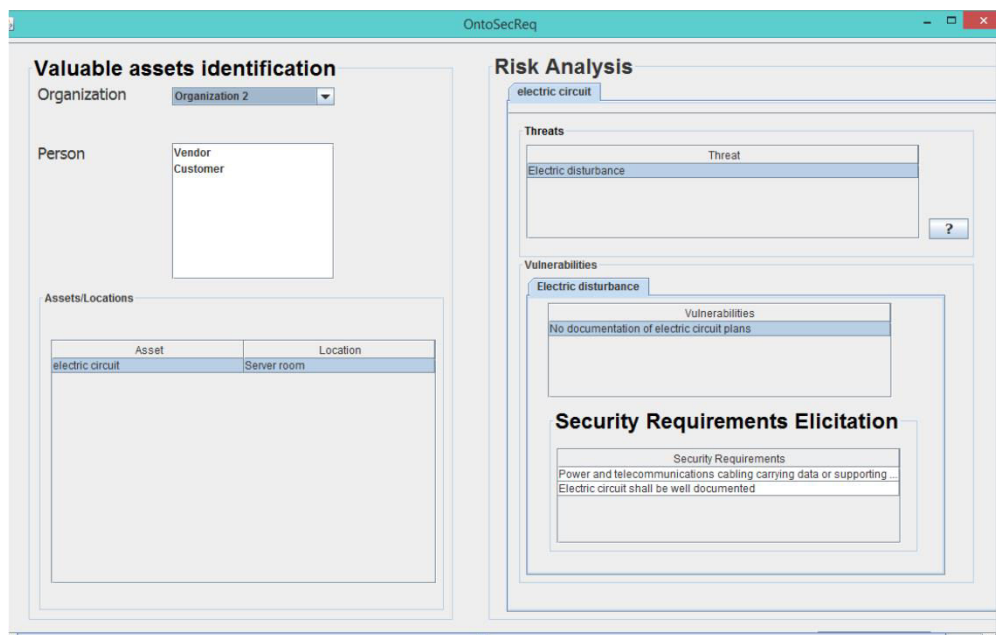 OntoSecReq
Valuable assets identification
Organization
Organization 2
Person
Vendor
Customer
Assets/Locations
Asset Location
electric circuit Server room
Risk Analysis
electric circuit
Threats
Threat
Electric disturbance
?
Vulnerabilities
Electric disturbance
Vulnerabilities
No documentation of electric circuit plans
Security Requirements Elicitation
Security Requirements
Power and telecommunications cabling carrying data or supporting ...
Electric circuit shall be well documented